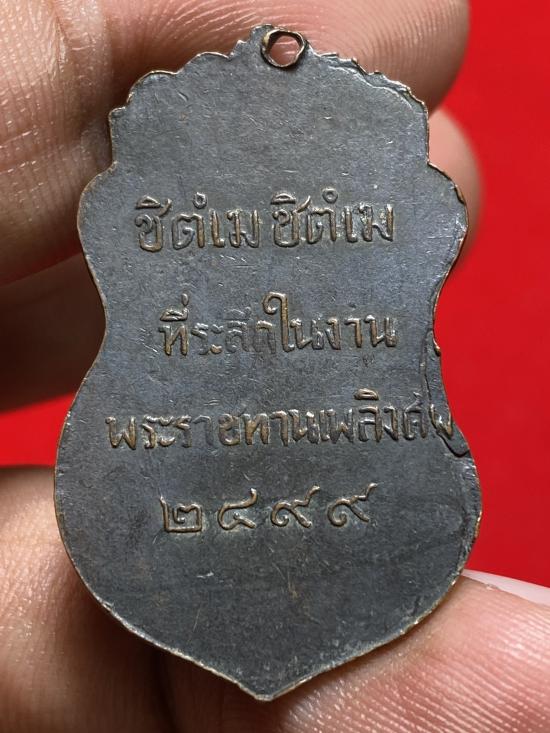 ชิตํเม ชิตํเม
ที่ระลึกในงาน
พระราชทานเพลิงศพ
๒๔๙๙